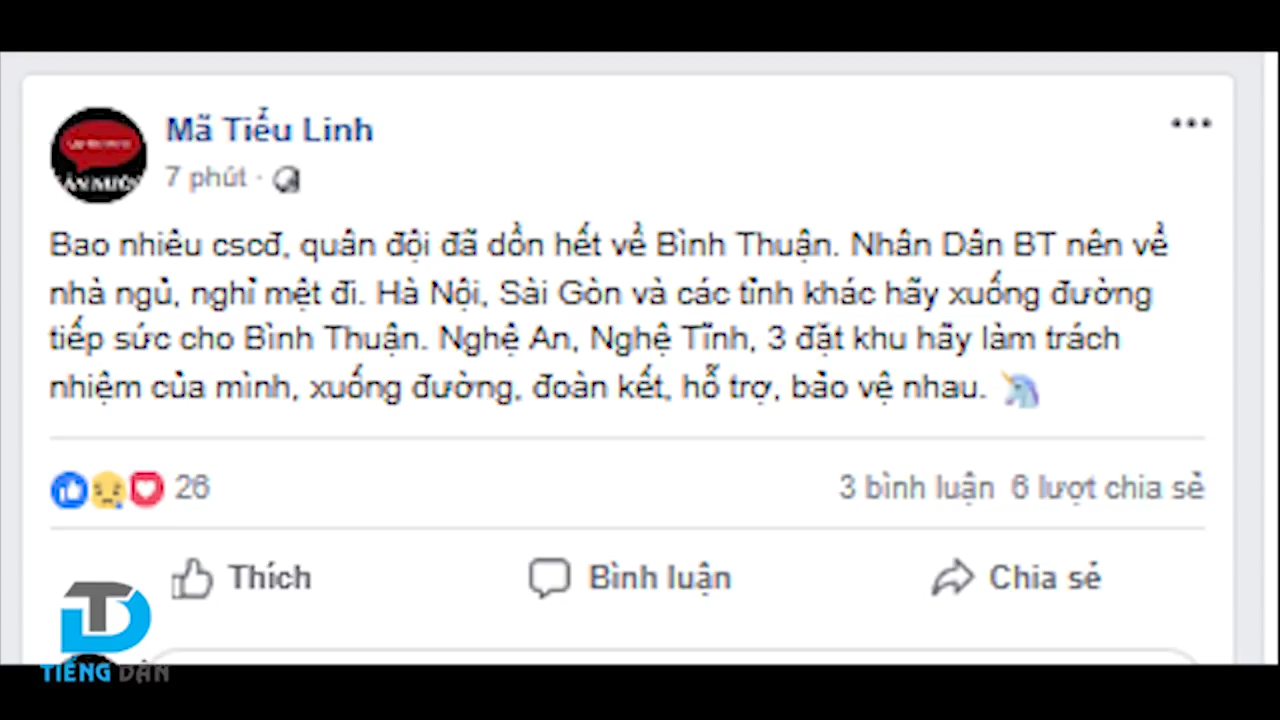 Mã Tiểu Linh
7 phút ·
Bao nhiêu cscđ, quân đội đã dồn hết về Bình Thuận. Nhân Dân BT nên về
nhà ngủ, nghỉ mệt đi. Hà Nội, Sài Gòn và các tỉnh khác hãy xuống đường
tiếp sức cho Bình Thuận. Nghệ An, Nghệ Tĩnh, 3 đặt khu hãy làm trách
nhiệm của mình, xuống đường, đoàn kết, hỗ trợ, bảo vệ nhau.
26
3 bình luận 6 lượt chia sẻ
Thích Bình luận Chia sẻ
TIẾNG DÂN